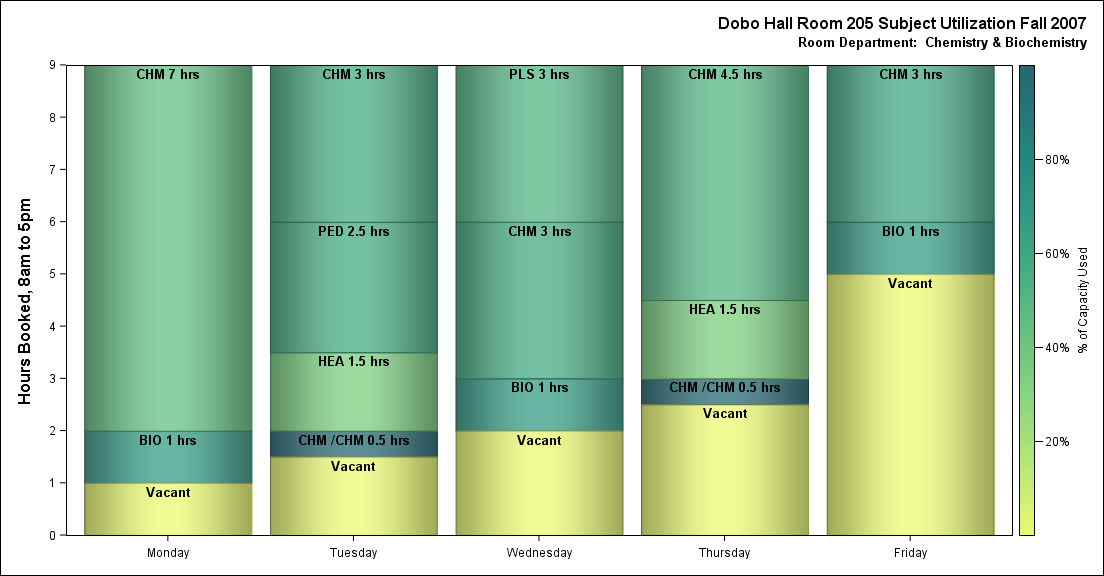 Dobo Hall Room 205 Subject Utilization Fall 2007
Room Department:  Chemistry & Biochemistry
Hours Booked, 8am to 5pm
9
8
7
6
5
4
3
2
1
0
CHM 7 hrs
BIO 1 hrs
Vacant
CHM 3 hrs
PED 2.5 hrs
HEA 1.5 hrs
CHM /CHM 0.5 hrs
Vacant
PLS 3 hrs
CHM 3 hrs
BIO 1 hrs
Vacant
CHM 4.5 hrs
HEA 1.5 hrs
CHM /CHM 0.5 hrs
Vacant
CHM 3 hrs
BIO 1 hrs
Vacant
Monday
Tuesday
Wednesday
Thursday
Friday
80%
60%
40%
20%
% of Capacity Used